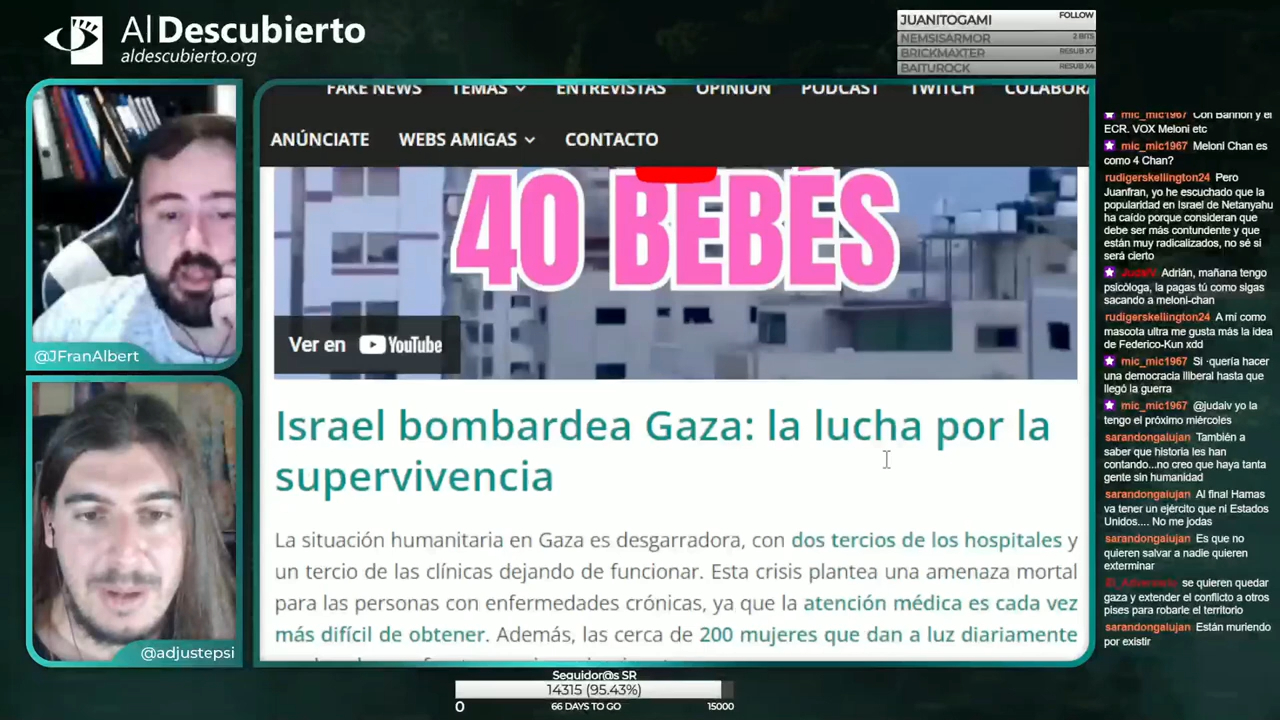 Al Descubierto
aldescubierto.org
JUANITOGAMI FOLLOW
NEMSISARMOR 2 BITS
BRICKMAXTER RESUB X7
BAITUROCK RESUB X4
FAKE NEWS TEMAS ENTREVISTAS OPINIÓN PODCAST TWITCH COLABORA
ANÚNCIATE WEBS AMIGAS CONTACTO
40 BEBÉS
Ver en YouTube
Israel bombardea Gaza: la lucha por la
supervivencia
La situación humanitaria en Gaza es desgarradora, con dos tercios de los hospitales y
un tercio de las clínicas dejando de funcionar. Esta crisis plantea una amenaza mortal
para las personas con enfermedades crónicas, ya que la atención médica es cada vez
más difícil de obtener. Además, las cerca de 200 mujeres que dan a luz diariamente
@JFranAlbert
@adjustepsi
mic_mic1967 Con Bannon y el
ECR. VOX Meloni etc
mic_mic1967 Meloni Chan es
como 4 Chan?
rudigerskellington24 Pero
Juanfran, yo he escuchado que la
popularidad en Israel de Netanyahu
ha caído porque consideran que
debe ser más contundente y que
están muy radicalizados, no sé si
será cierto
JudaiV Adrián, mañana tengo
psicóloga, la pagas tú como sigas
sacando a meloni-chan
rudigerskellington24 A mí como
mascota ultra me gusta más la idea
de Federico-Kun xdd
mic_mic1967 Si ·quería hacer
una democracia Illiberal hasta que
llegó la guerra
mic_mic1967 @judaiv yo la
tengo el próximo miércoles
sarandongalujan También a
saber que historia les han
contando...no creo que haya tanta
gente sin humanidad
sarandongalujan Al final Hamas
va tener un ejército que ni Estados
Unidos.... No me jodas
sarandongalujan Es que no
quieren salvar a nadie quieren
exterminar
se quieren quedar
gaza y extender el conflicto a otros
pises para robarle el territorio
sarandongalujan Están muriendo
por existir
Seguidor@s SR
14315 (95.43%)
0 66 DAYS TO GO 15000